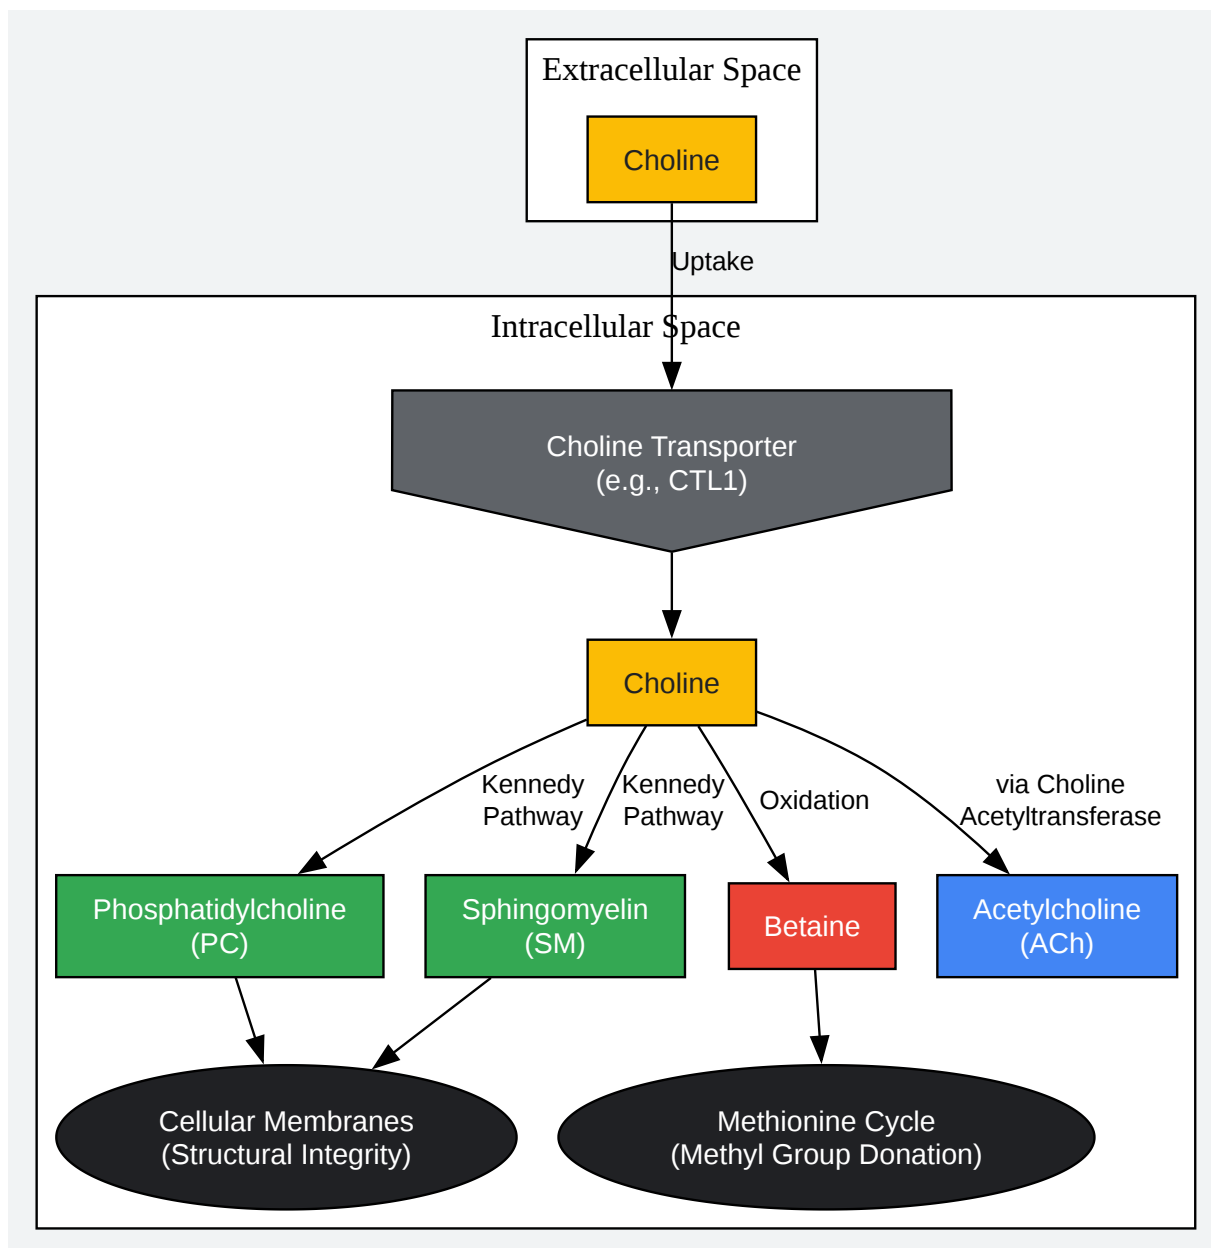 Extracellular Space
Choline
Uptake
Intracellular Space
Choline Transporter
(e.g., CTL1)
Choline
Kennedy
Pathway
Kennedy
Pathway
Oxidation
via Choline
Acetyltransferase
Phosphatidylcholine
(PC)
Sphingomyelin
(SM)
Betaine
Acetylcholine
(ACh)
Cellular Membranes
(Structural Integrity)
Methionine Cycle
(Methyl Group Donation)